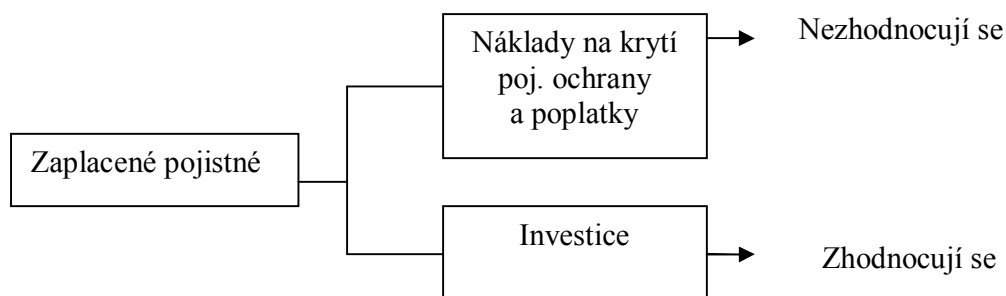 Náklady na krytí
poj. ochrany
a poplatky
Nezhodnocují se
Zaplacené pojistné
Investice
Zhodnocují se